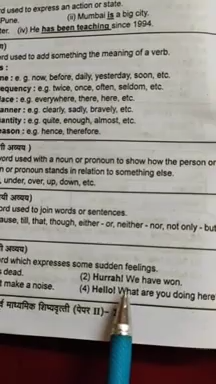 rd used to express an action or state.
Pune. (ii) Mumbai is a big city.
ter. (iv) He has been teaching since 1994.
rd used to add something the meaning of a verb.
s :
me : e. g. now, before, daily, yesterday, soon, etc.
equency : e.g. twice, once, often, seldom, etc.
lace : e.g. everywhere, there, here, etc.
anner : e.g. clearly, sadly, bravely, etc.
antity : e.g. quite, enough, almost, etc.
eason : e.g. hence, therefore.
गी अव्यय )
word used with a noun or pronoun to show how the person or
n or pronoun stands in relation to something else.
, under, over, up, down, etc.
यी अव्यय)
ord used to join words or sentences.
ause, till, that, though, either - or, neither - nor, not only - but
ी अव्यय)
rd which expresses some sudden feelings.
s dead. (2) Hurrah! We have won.
t make a noise. (4) Hello! What are you doing here
र्व माध्यमिक शिष्यवृत्ती (पेपर II)-